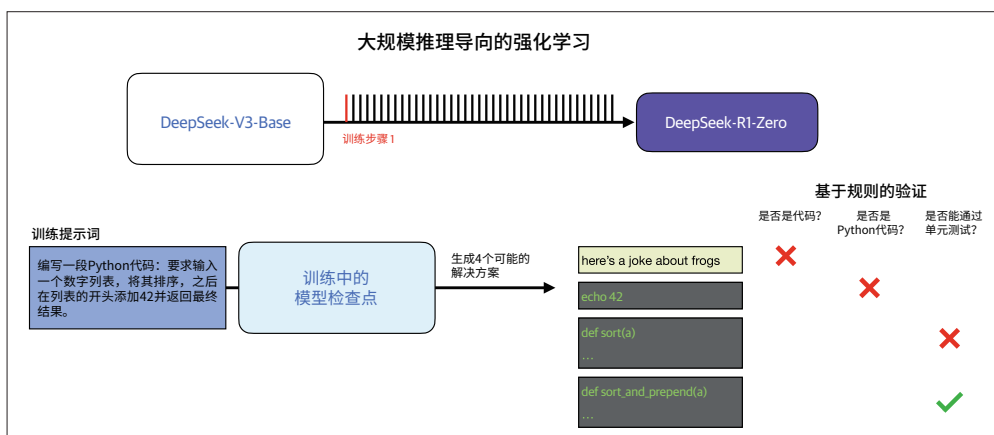 大规模推理导向的强化学习
DeepSeek-V3-Base
训练步骤1
DeepSeek-R1-Zero
基于规则的验证
是否是代码?
是否是
Python代码?
是否能通过
单元测试?
训练提示词
编写一段Python代码:要求输入
一个数字列表,将其排序,之后
在列表的开头添加42并返回最终
结果。
训练中的
模型检查点
生成4个可能的
解决方案
here's a joke about frogs
echo 42
def sort(a)
…
def sort_and_prepend(a)
…